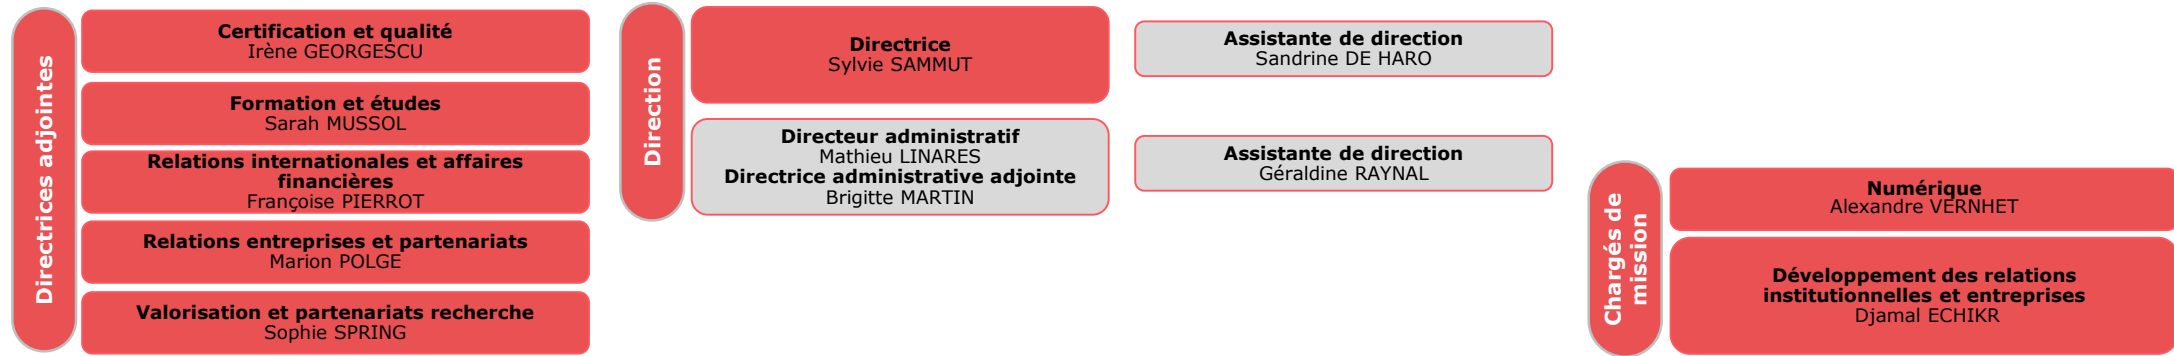 Directrices adjointes
Certification et qualité
Irène GEORGESCU
Formation et études
Sarah MUSSOL
Relations internationales et affaires
financières
Françoise PIERROT
Relations entreprises et partenariats
Marion POLGE
Valorisation et partenariats recherche
Sophie SPRING
Direction
Directrice
Sylvie SAMMUT
Directeur administratif
Mathieu LINARES
Directrice administrative adjointe
Brigitte MARTIN
Assistante de direction
Sandrine DE HARO
Assistante de direction
Géraldine RAYNAL
Chargés de
mission
Numérique
Alexandre VERNHET
Développement des relations
institutionnelles et entreprises
Djamal ECHIKR